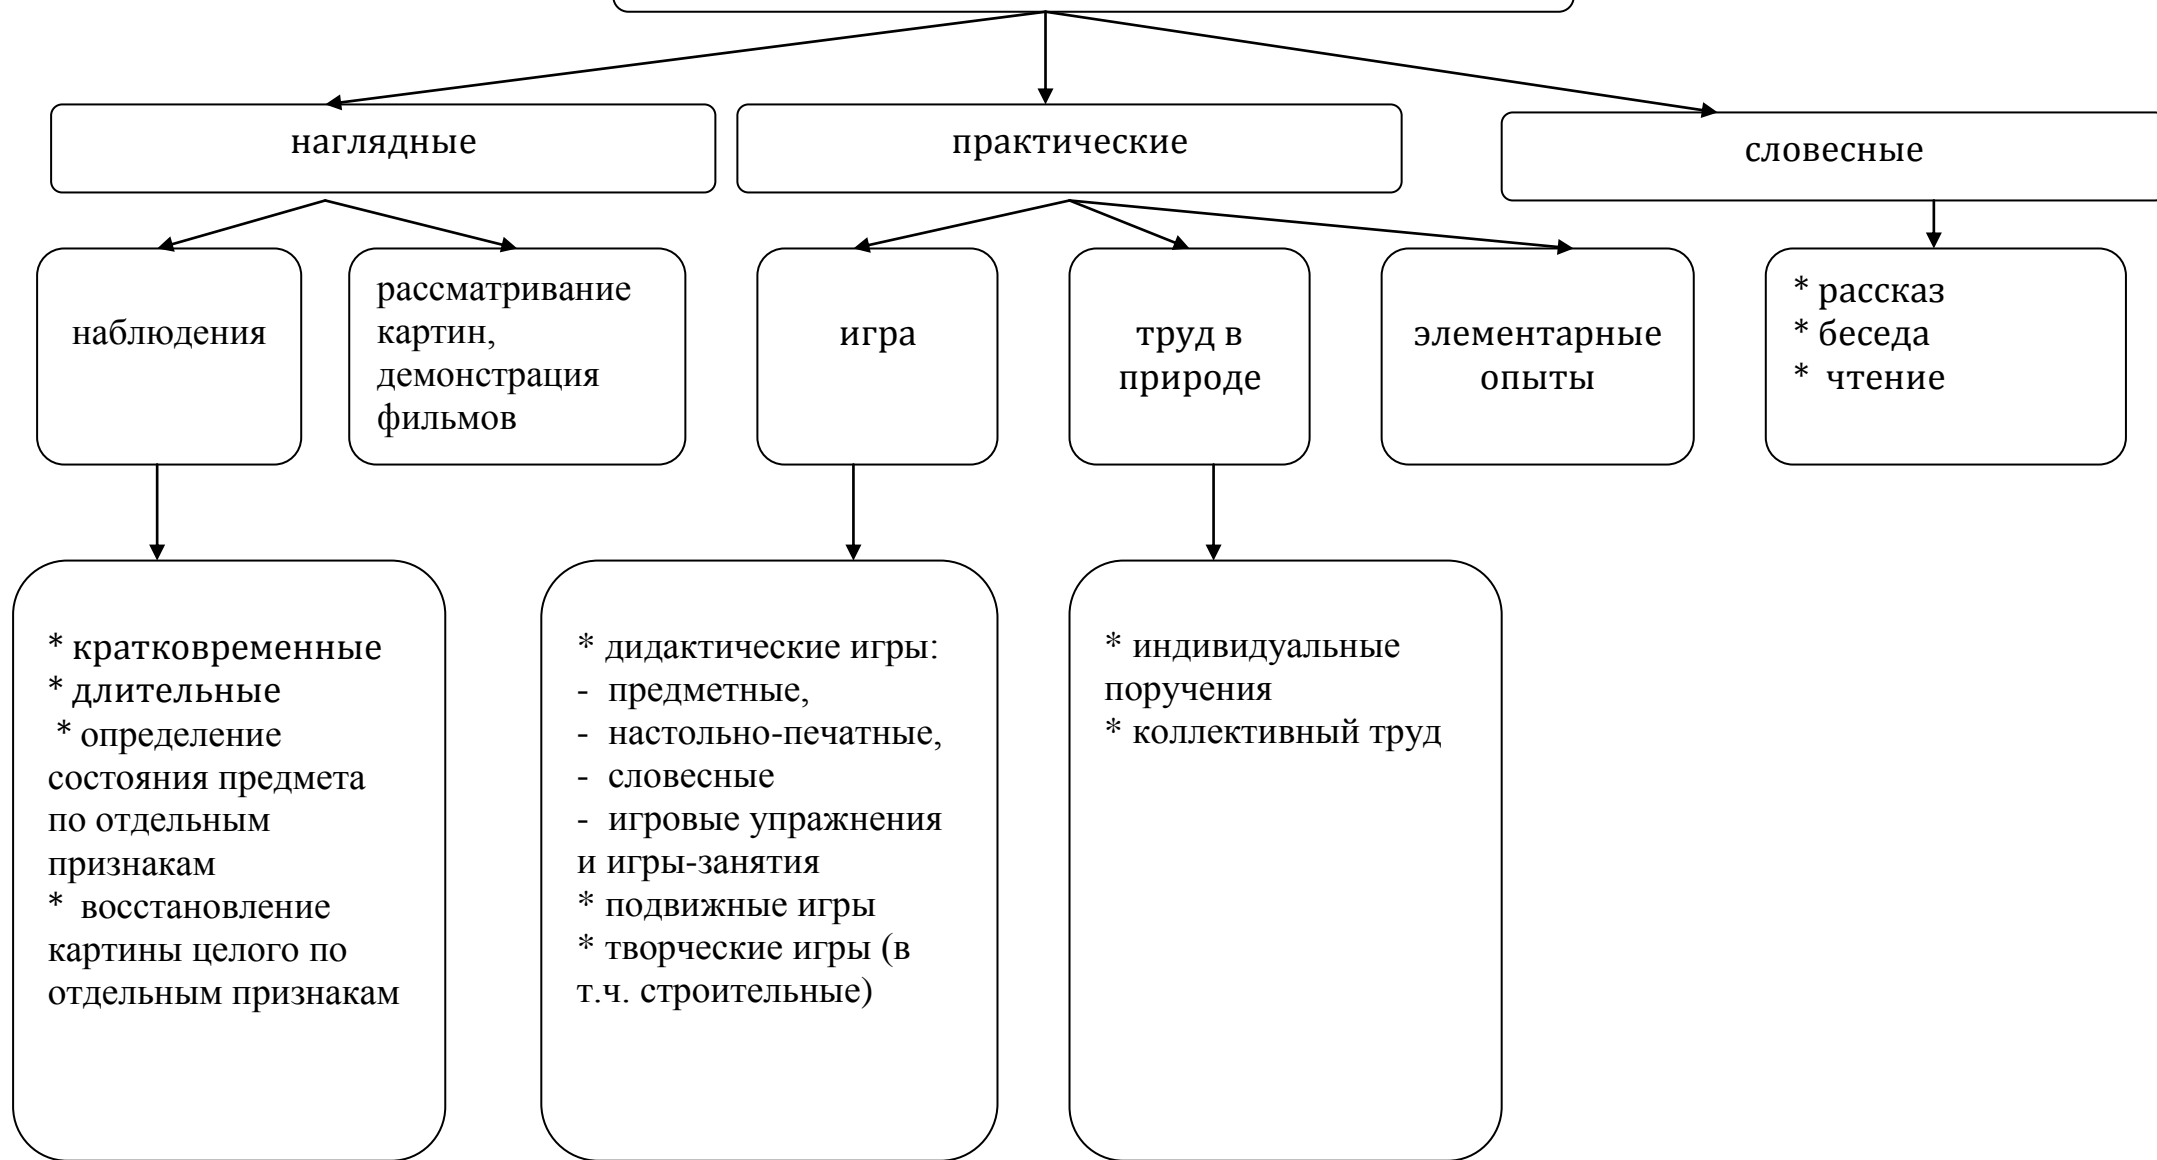 наглядные
практические
словесные
наблюдения
рассматривание
картин,
демонстрация
фильмов
игра
труд в
природе
элементарные
опыты
* рассказ
* беседа
* чтение
* кратковременные
* длительные
* определение
состояния предмета
по отдельным
признакам
* восстановление
картины целого по
отдельным признакам
* дидактические игры:
- предметные,
- настольно-печатные,
- словесные
- игровые упражнения
и игры-занятия
* подвижные игры
* творческие игры (в
т.ч. строительные)
* индивидуальные
поручения
* коллективный труд